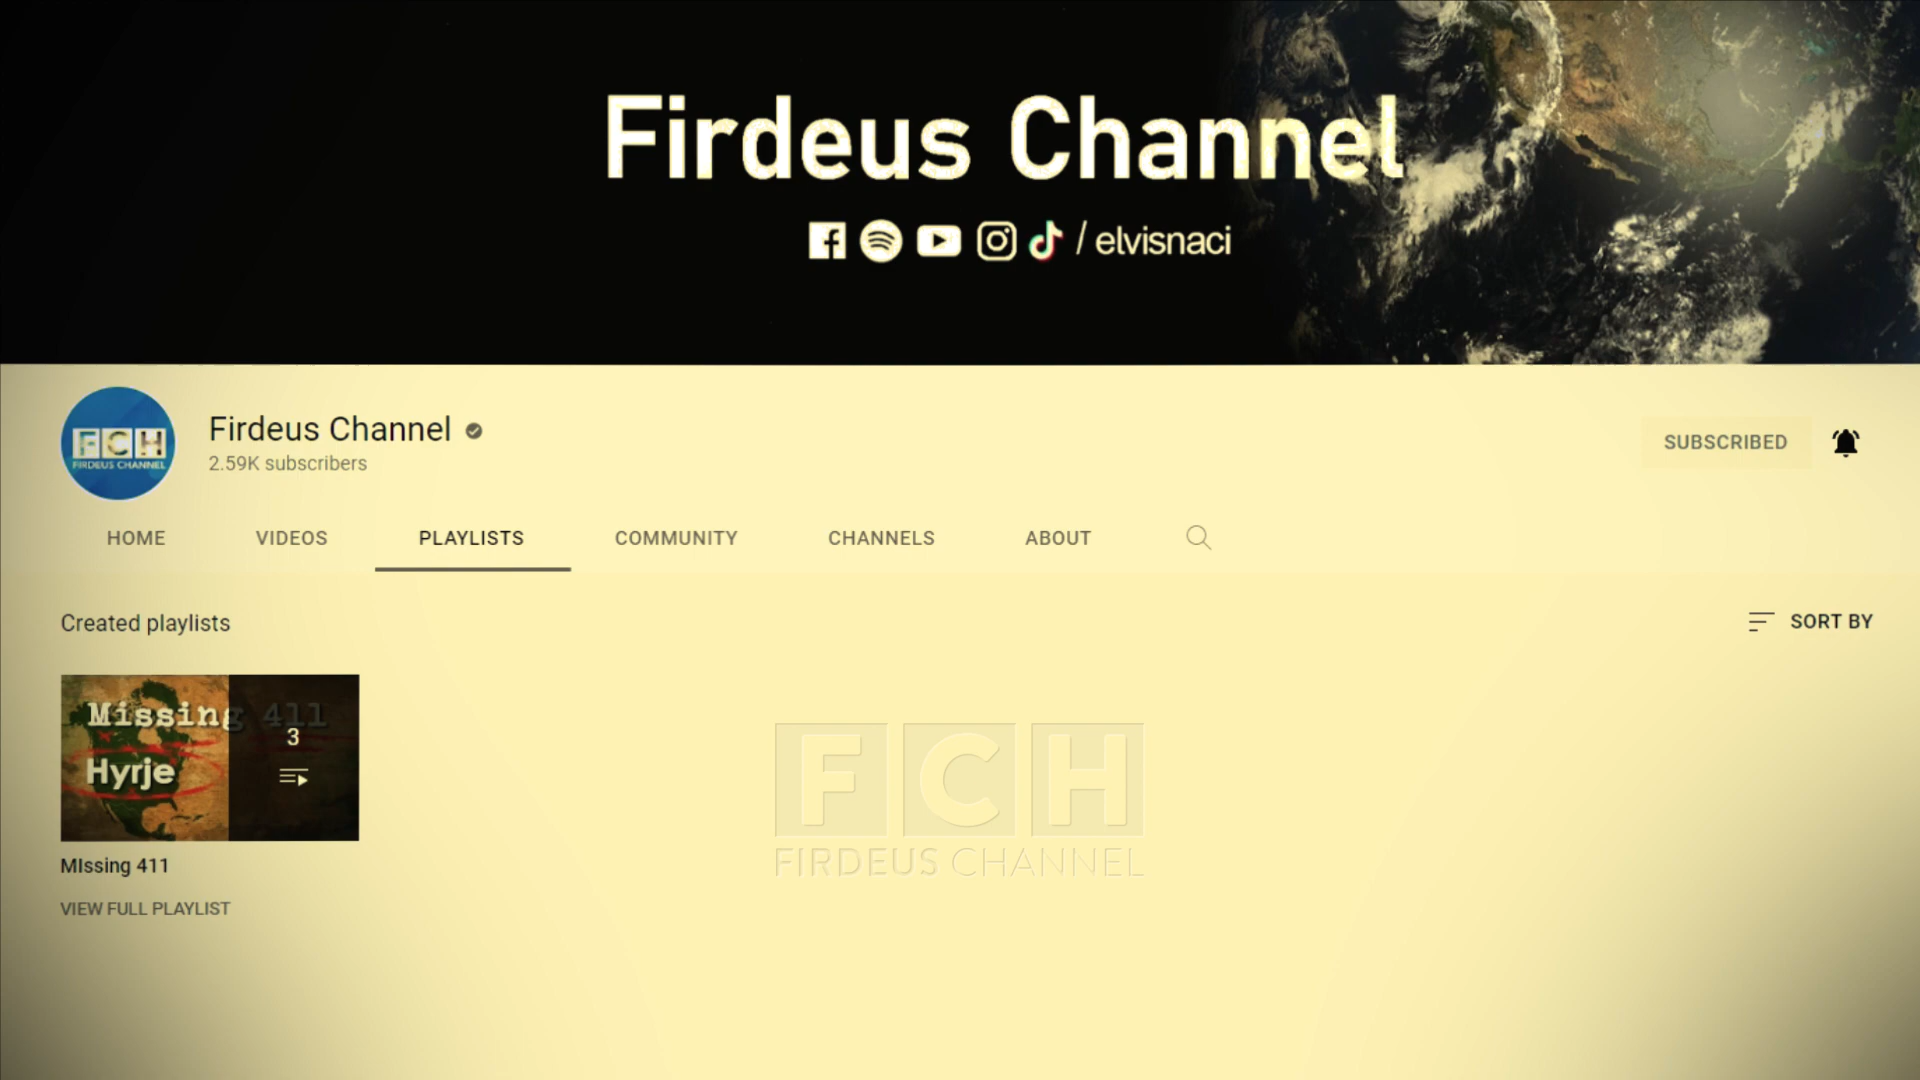 Firdeus Channel
/ elvisnaci
FCH
FIRDEUS CHANNEL
Firdeus Channel
2.59K subscribers
SUBSCRIBED
HOME VIDEOS PLAYLISTS COMMUNITY CHANNELS ABOUT
Created playlists
SORT BY
Missing 411
3
Hyrje
MIssing 411
VIEW FULL PLAYLIST
FCH
FIRDEUS CHANNEL